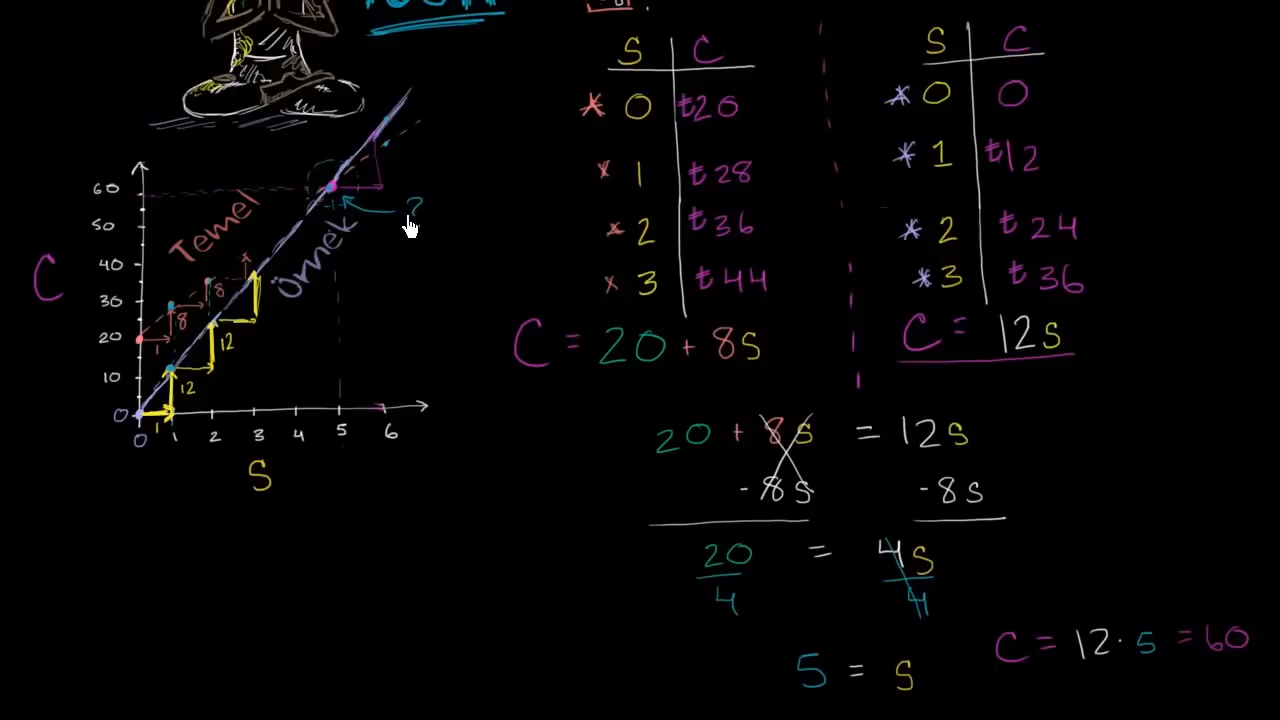 S C
0 ₺20
1 ₺28
2 ₺36
3 ₺44
C = 20 + 8s
S C
0 0
1 ₺12
2 ₺24
3 ₺36
C = 12s
20 + 8s = 12s
-8s -8s
20 = 4s
4 4
5 = s
C = 12 · 5 = 60
C
60
50
40
30
20
10
0
0 1 2 3 4 5 6
S
Temel
Örnek
?
8
8
1
12
12
1